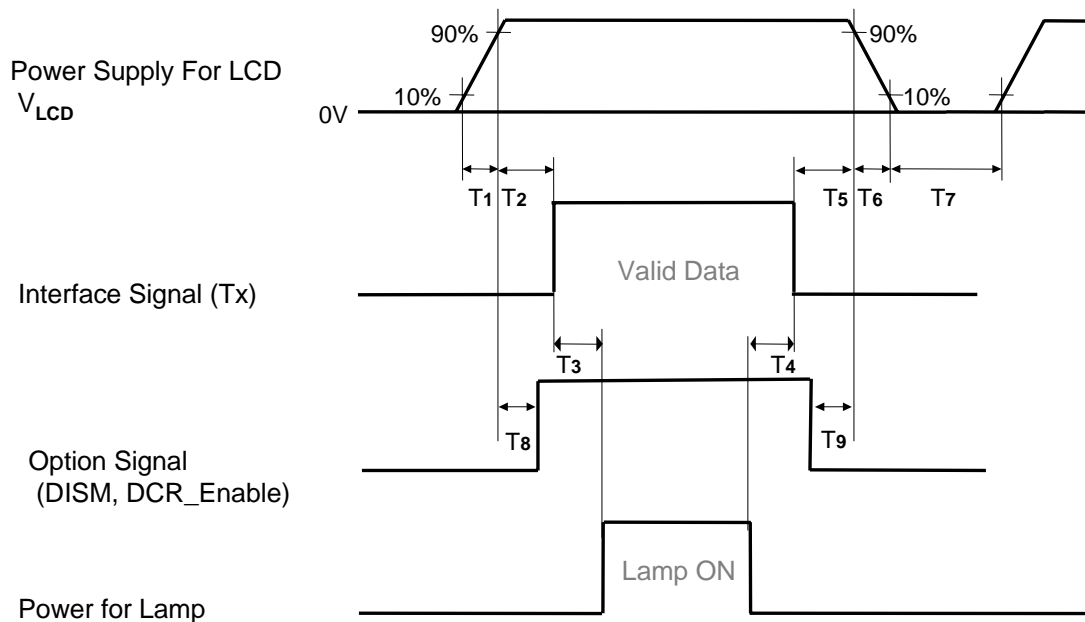 90%
90%
Power Supply For LCD
VLCD
10%
10%
0V
T1 T2 T5 T6 T7
Valid Data
Interface Signal (Tx)
T3 T4
T8 T9
Option Signal
(DISM, DCR_Enable)
Lamp ON
Power for Lamp